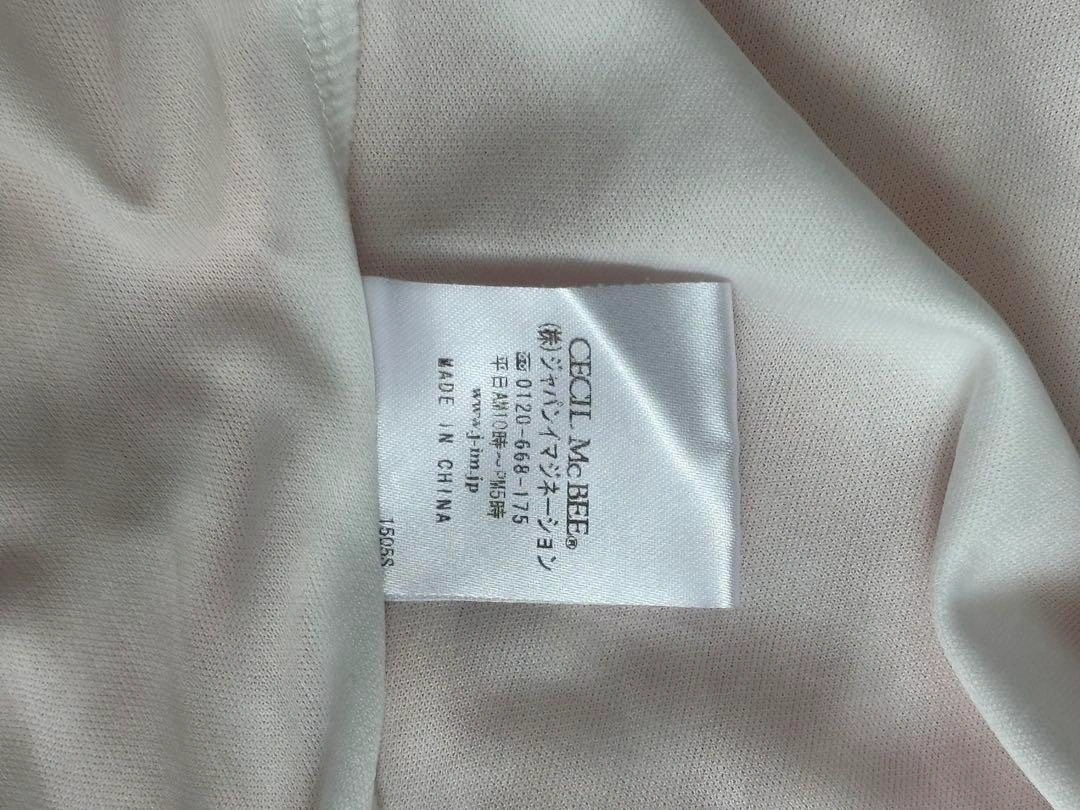 CECIL McBEE®
(株)ジャパンイマジネーション
☎0120-668-175
平日AM10時～PM5時
www.j-im.jp
MADE IN CHINA
1505S